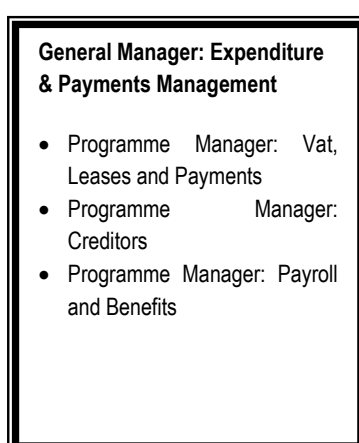 General Manager: Expenditure
& Payments Management
• Programme Manager: Vat,
Leases and Payments
• Programme Manager:
Creditors
• Programme Manager: Payroll
and Benefits